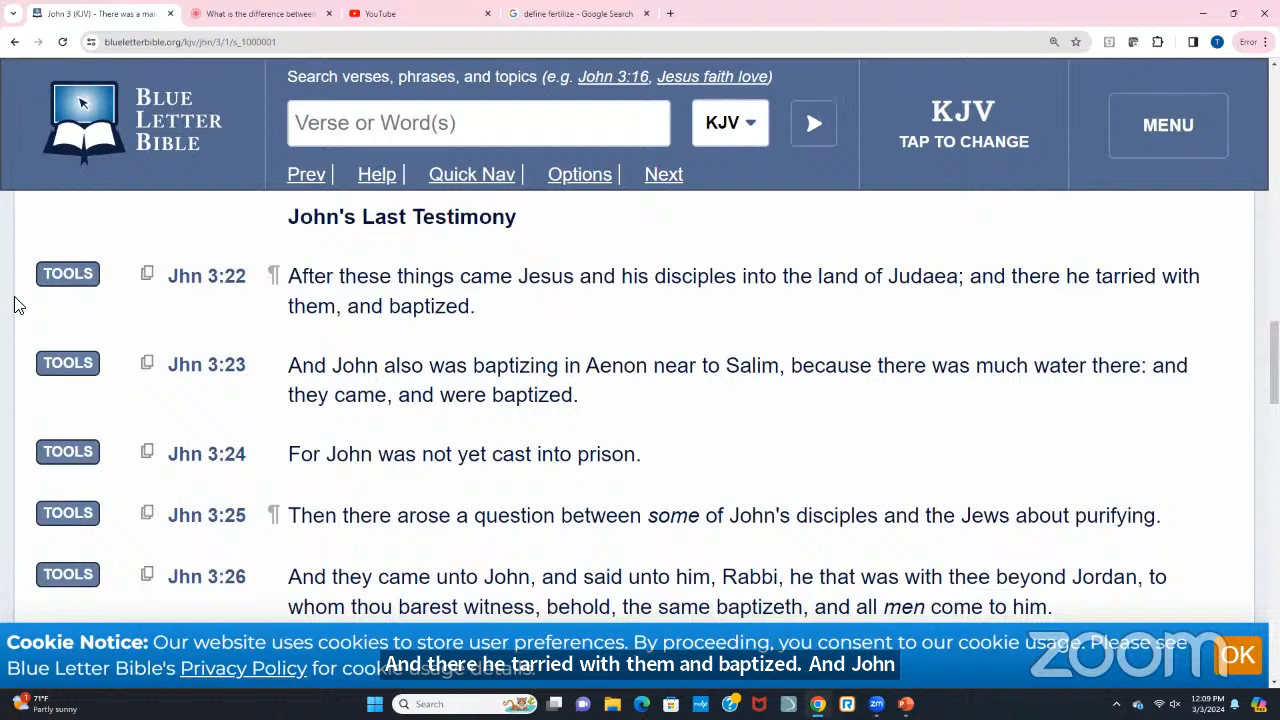 John 3 (KJV) - There was a man
What is the difference between
YouTube
define fertilize - Google Search
blueletterbible.org/kjv/jhn/3/1/s_1000001
Error
BLUE LETTER BIBLE
Search verses, phrases, and topics (e.g. John 3:16, Jesus faith love)
Verse or Word(s)
KJV
KJV
TAP TO CHANGE
MENU
Prev | Help | Quick Nav | Options | Next
John's Last Testimony
TOOLS Jhn 3:22 ¶ After these things came Jesus and his disciples into the land of Judaea; and there he tarried with
them, and baptized.
TOOLS Jhn 3:23 And John also was baptizing in Aenon near to Salim, because there was much water there: and
they came, and were baptized.
TOOLS Jhn 3:24 For John was not yet cast into prison.
TOOLS Jhn 3:25 ¶ Then there arose a question between some of John's disciples and the Jews about purifying.
TOOLS Jhn 3:26 And they came unto John, and said unto him, Rabbi, he that was with thee beyond Jordan, to
whom thou barest witness, behold, the same baptizeth, and all men come to him.
Cookie Notice: Our website uses cookies to store user preferences. By proceeding, you consent to our cookie usage. Please see
Blue Letter Bible's Privacy Policy for cookie usage details.
OK
And there he tarried with them and baptized. And John
zoom
71°F
Partly sunny
Search
12:09 PM
3/3/2024